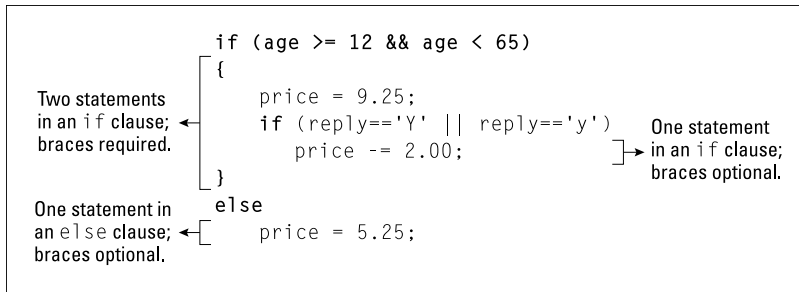 if (age >= 12 && age < 65)
{
price = 9.25;
if (reply=='Y' || reply=='y')
price -= 2.00;
}
else
price = 5.25;
Two statements
in an if clause;
braces required.
One statement
in an if clause;
braces optional.
One statement in
an else clause;
braces optional.